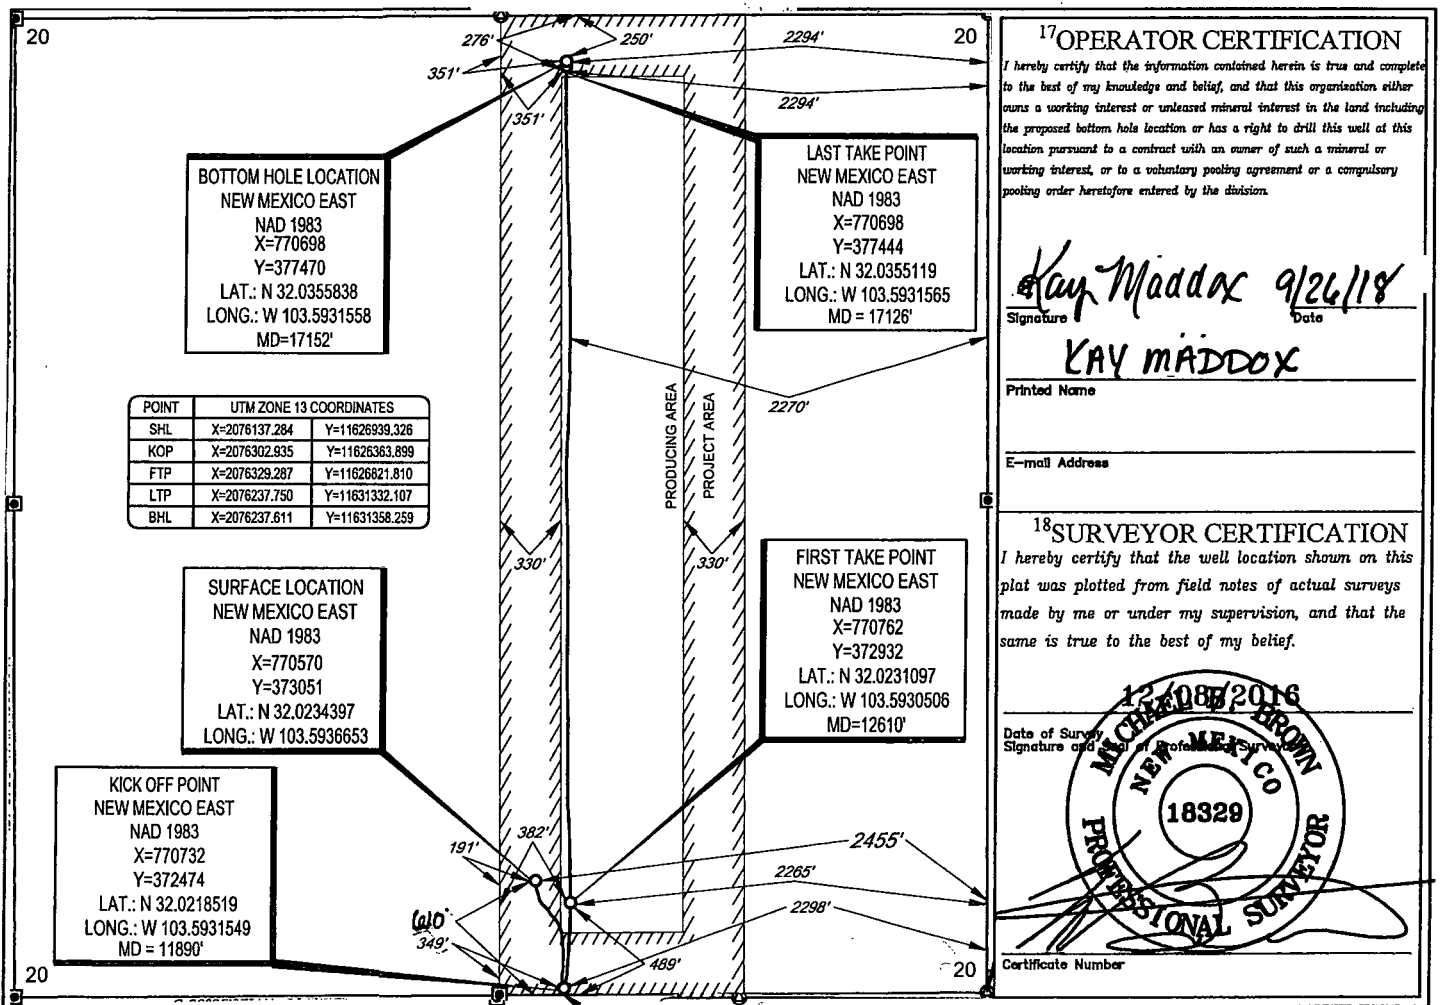 20
276'
250'
2294'
20
351'
2294'
351'
BOTTOM HOLE LOCATION
NEW MEXICO EAST
NAD 1983
X=770698
Y=377470
LAT.: N 32.0355838
LONG.: W 103.5931558
MD=17152'
LAST TAKE POINT
NEW MEXICO EAST
NAD 1983
X=770698
Y=377444
LAT.: N 32.0355119
LONG.: W 103.5931565
MD = 17126'
POINT UTM ZONE 13 COORDINATES
SHL X=2076137.284 Y=11626939.326
KOP X=2076302.935 Y=11626363.899
FTP X=2076329.287 Y=11626821.810
LTP X=2076237.750 Y=11631332.107
BHL X=2076237.611 Y=11631358.259
2270'
PRODUCING AREA
PROJECT AREA
330'
330'
SURFACE LOCATION
NEW MEXICO EAST
NAD 1983
X=770570
Y=373051
LAT.: N 32.0234397
LONG.: W 103.5936653
FIRST TAKE POINT
NEW MEXICO EAST
NAD 1983
X=770762
Y=372932
LAT.: N 32.0231097
LONG.: W 103.5930506
MD=12610'
KICK OFF POINT
NEW MEXICO EAST
NAD 1983
X=770732
Y=372474
LAT.: N 32.0218519
LONG.: W 103.5931549
MD = 11890'
382'
191'
2455'
2265'
2298'
610'
349'
489'
20
20
17OPERATOR CERTIFICATION
I hereby certify that the information contained herein is true and complete
to the best of my knowledge and belief, and that this organization either
owns a working interest or unleased mineral interest in the land including
the proposed bottom hole location or has a right to drill this well at this
location pursuant to a contract with an owner of such a mineral or
working interest, or to a voluntary pooling agreement or a compulsory
pooling order heretofore entered by the division.
Kay Maddox 9/26/18
Signature Date
KAY MADDOX
Printed Name
E-mail Address
18SURVEYOR CERTIFICATION
I hereby certify that the well location shown on this
plat was plotted from field notes of actual surveys
made by me or under my supervision, and that the
same is true to the best of my belief.
12/08/2016
Date of Survey
Signature and Seal of Professional Surveyor
MICHAEL B. BROWN
NEW MEXICO
18329
PROFESSIONAL SURVEYOR
Certificate Number